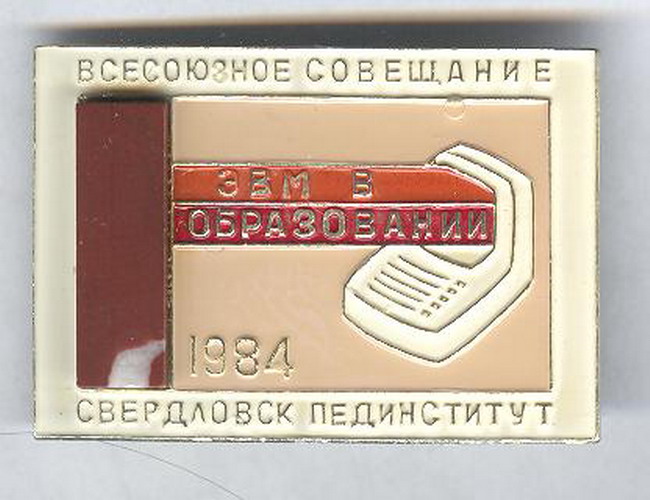 ВСЕСОЮЗНОЕ СОВЕЩАНИЕ
ЭВМ В
ОБРАЗОВАНИИ
1984
СВЕРДЛОВСК ПЕДИНСТИТУТ